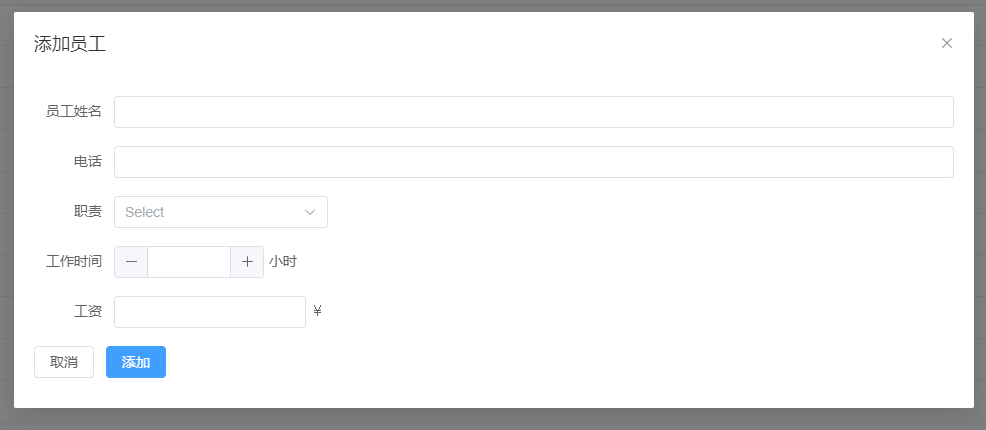 添加员工
员工姓名
电话
职责 Select
工作时间 小时
工资 ¥
取消 添加